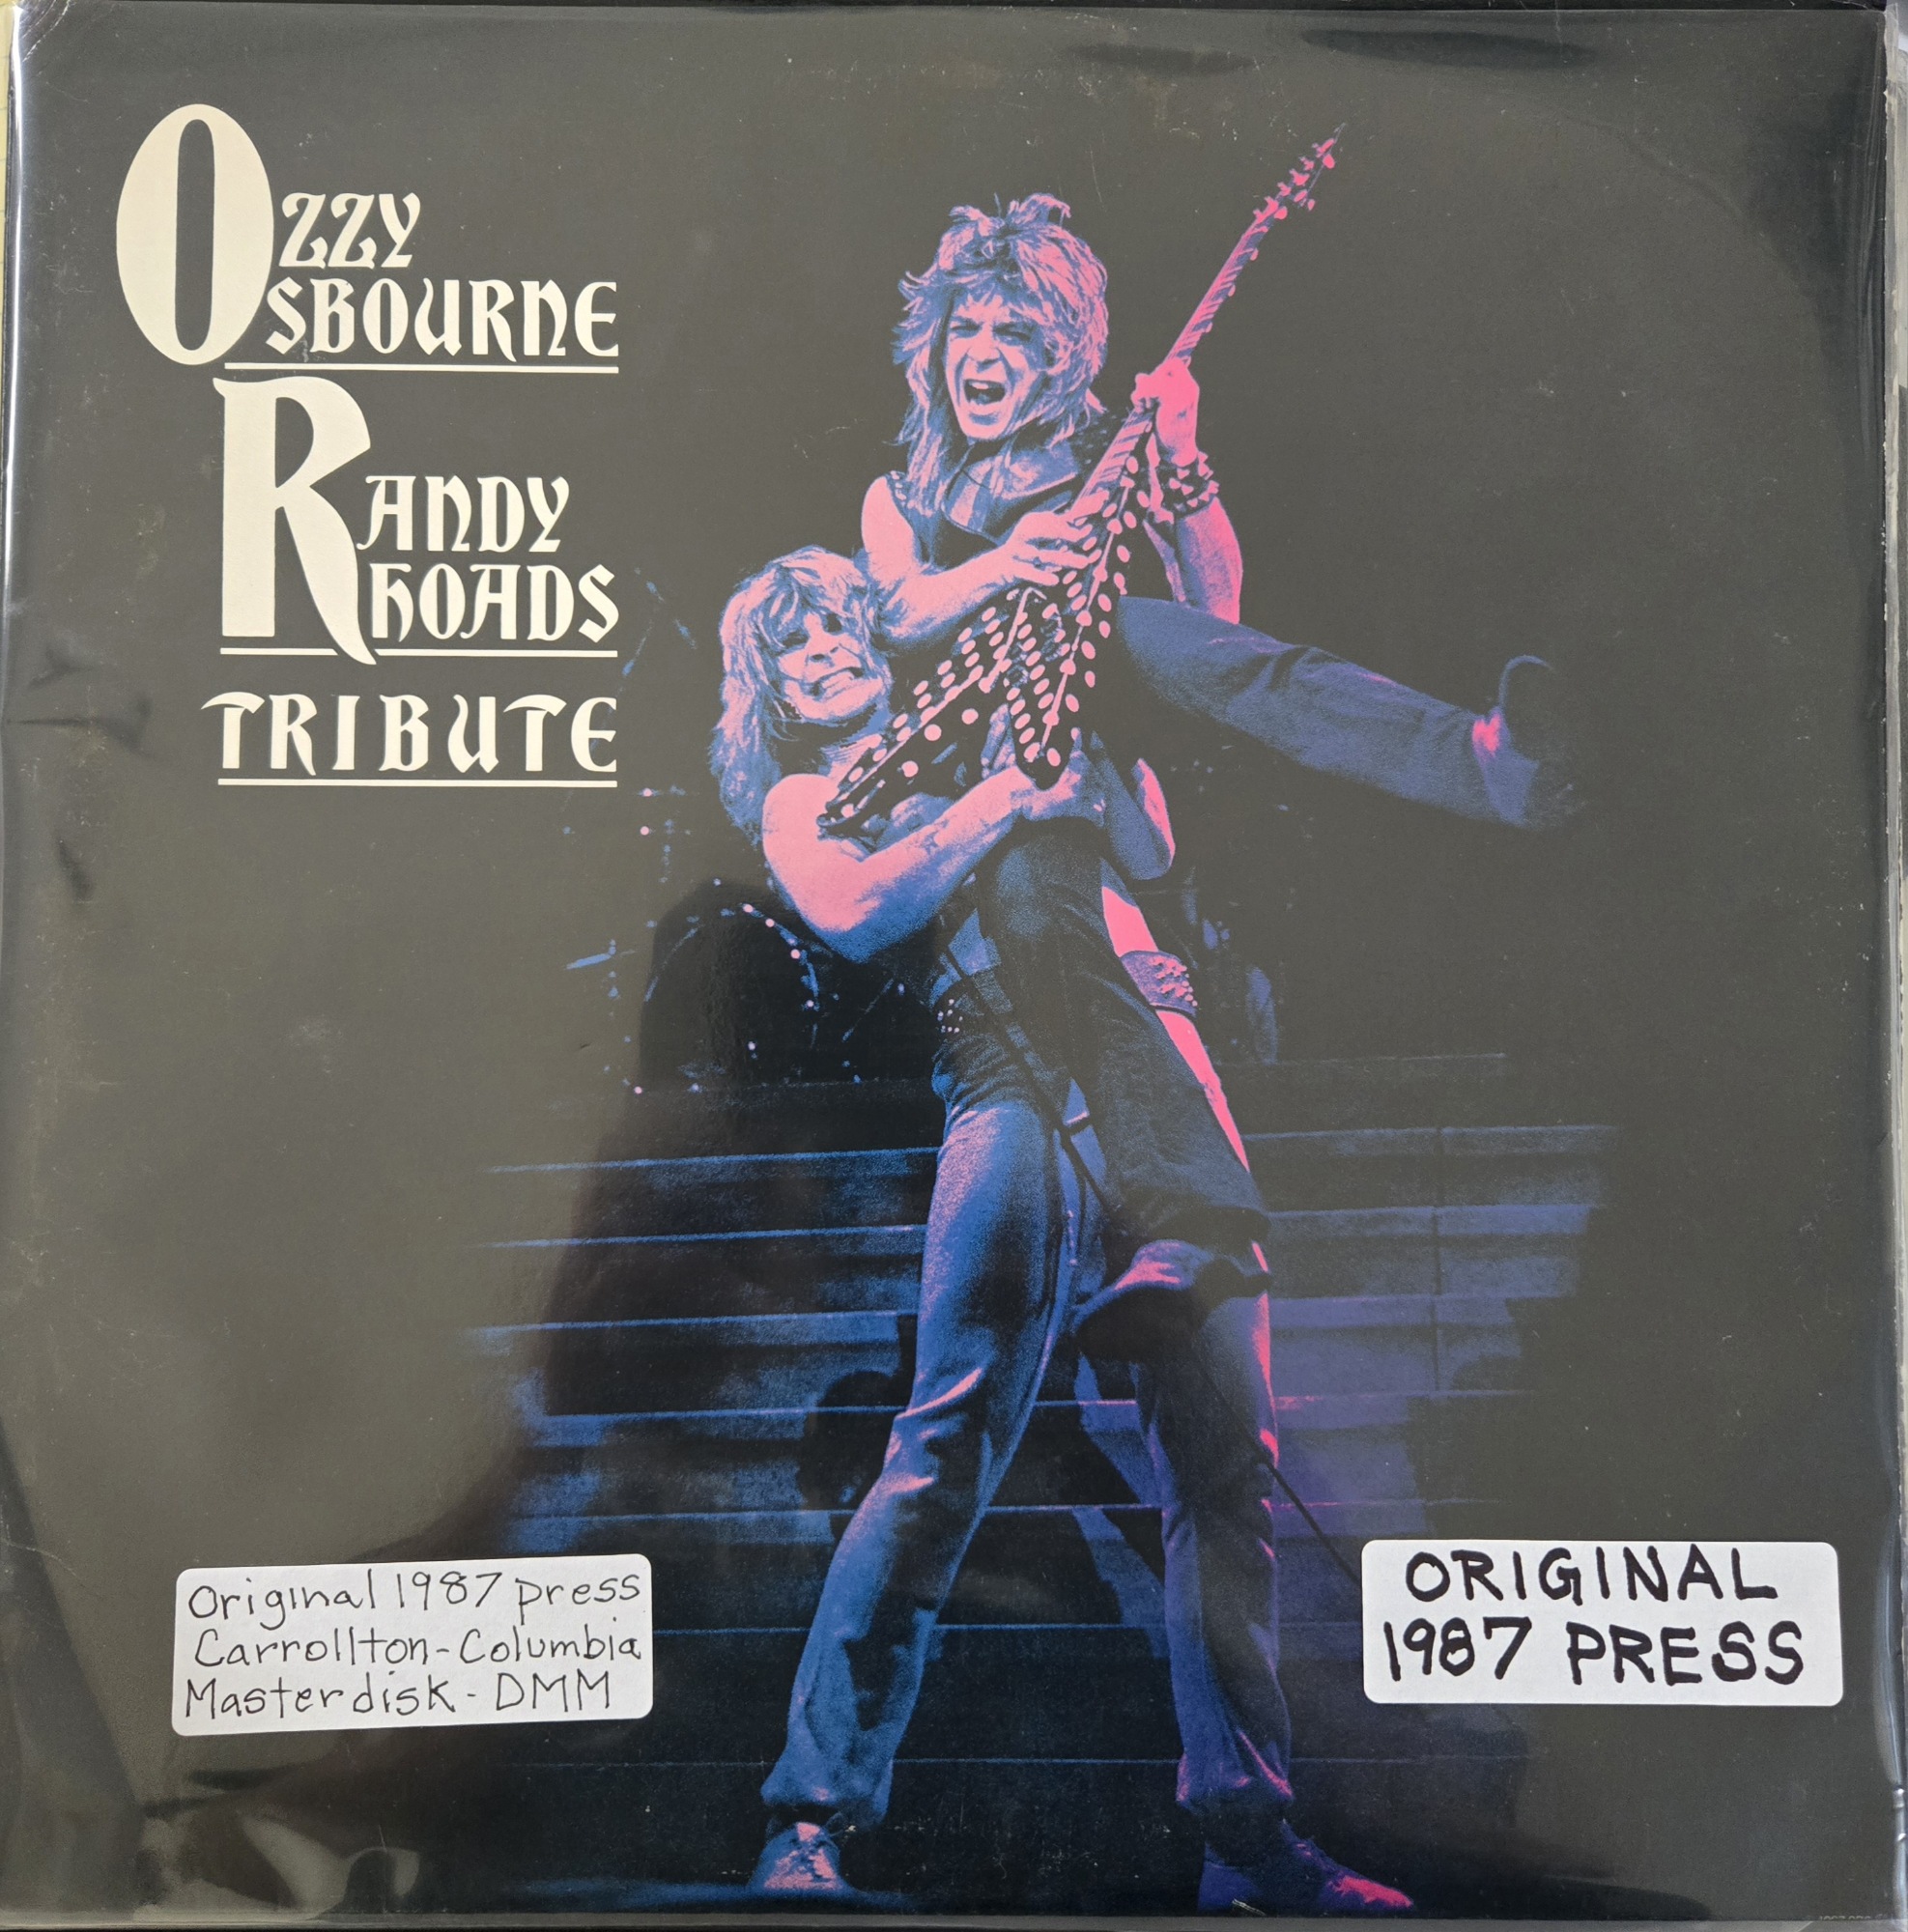 OZZY
OSBOURNE
RANDY
RHOADS
TRIBUTE
Original 1987 press
Carrollton-Columbia
Masterdisk - DMM
ORIGINAL
1987 PRESS